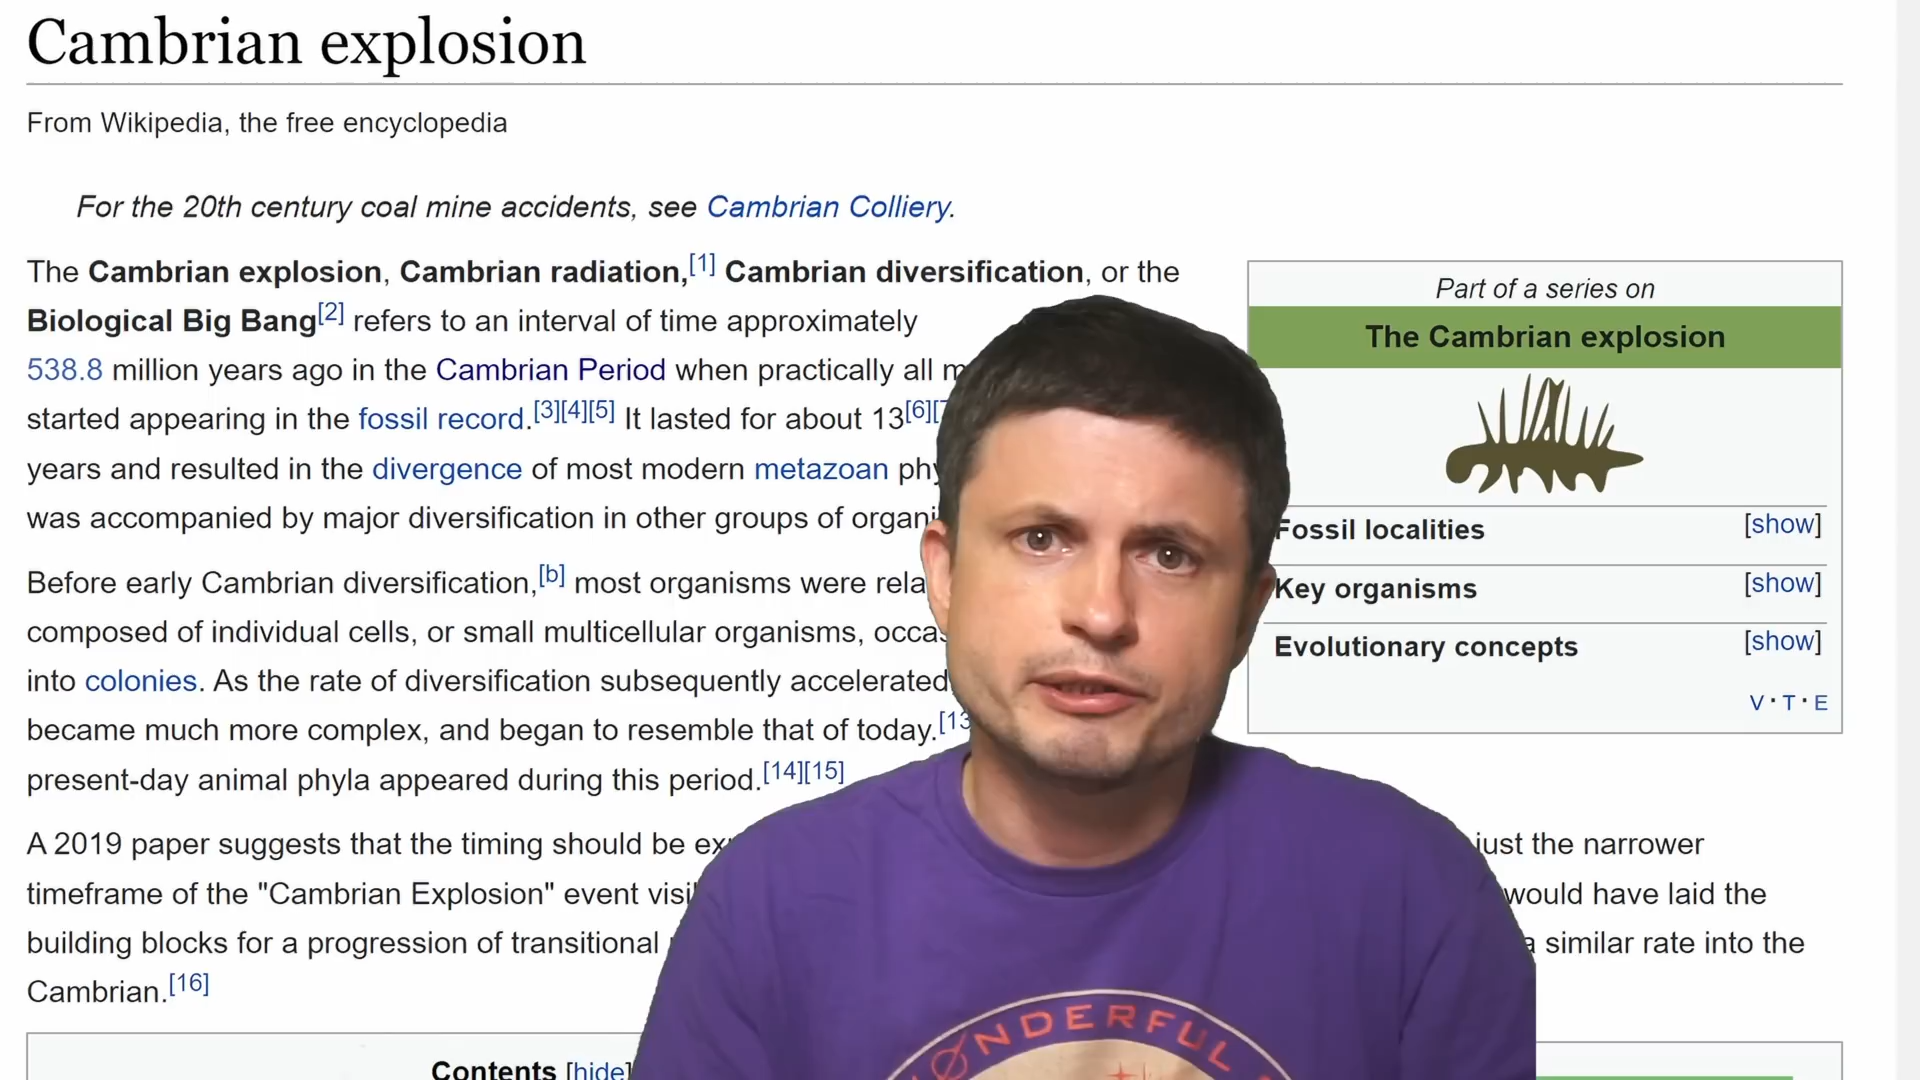 Cambrian explosion
From Wikipedia, the free encyclopedia
For the 20th century coal mine accidents, see Cambrian Colliery.
The Cambrian explosion, Cambrian radiation,[1] Cambrian diversification, or the
Biological Big Bang[2] refers to an interval of time approximately
538.8 million years ago in the Cambrian Period when practically all
started appearing in the fossil record.[3][4][5] It lasted for about 13[6]
years and resulted in the divergence of most modern metazoan
was accompanied by major diversification in other groups of
Before early Cambrian diversification,[b] most organisms were
composed of individual cells, or small multicellular organisms,
into colonies. As the rate of diversification subsequently accelerated
became much more complex, and began to resemble that of today.[13
present-day animal phyla appeared during this period.[14][15]
A 2019 paper suggests that the timing should be just the narrower
timeframe of the "Cambrian Explosion" event would have laid the
building blocks for a progression of transitional a similar rate into the
Cambrian.[16]
Contents [hide]
Part of a series on
The Cambrian explosion
Fossil localities [show]
Key organisms [show]
Evolutionary concepts [show]
V · T · E
WONDERFUL